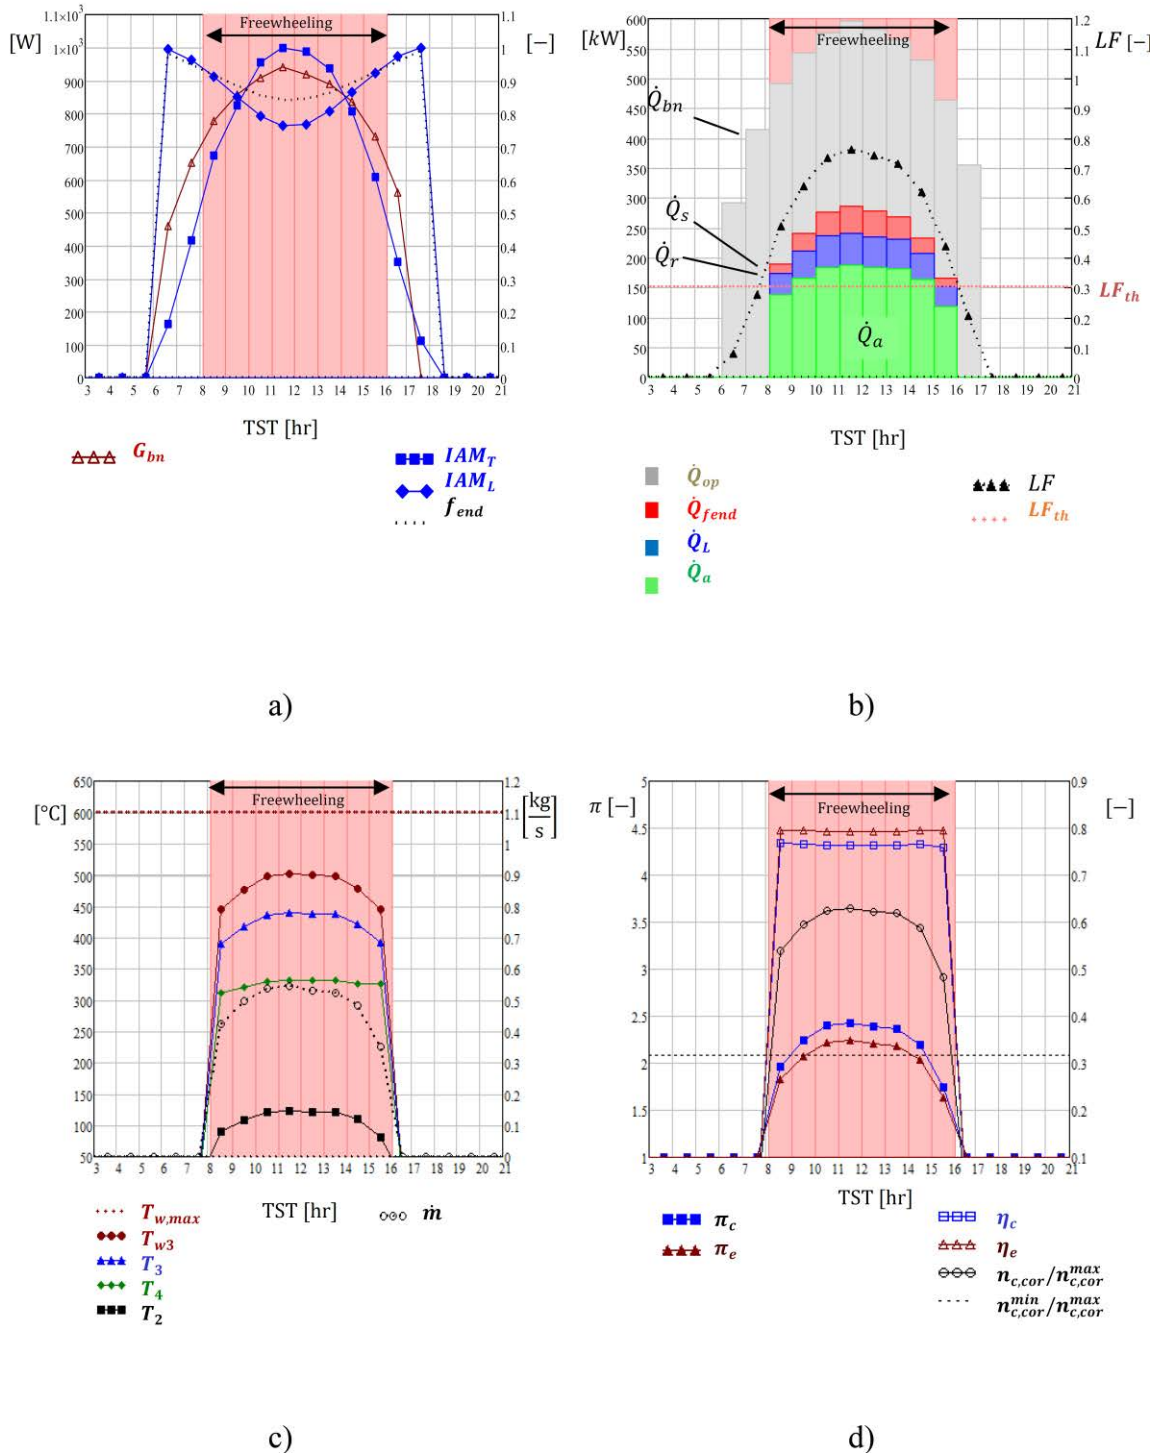 [W]
[−]
Freewheeling
1.1×10³
1×10³
900
800
700
600
500
400
300
200
100
0
1.1
1
0.9
0.8
0.7
0.6
0.5
0.4
0.3
0.2
0.1
0
3 4 5 6 7 8 9 10 11 12 13 14 15 16 17 18 19 20 21
TST [hr]
G_bn
IAM_T
IAM_L
f_end
a)
[kW]
LF [−]
Freewheeling
600
550
500
450
400
350
300
250
200
150
100
50
0
1.2
1.1
1
0.9
0.8
0.7
0.6
0.5
0.4
0.3
0.2
0.1
0
Q̇_bn
Q̇_s
Q̇_r
Q̇_a
LF_th
3 4 5 6 7 8 9 10 11 12 13 14 15 16 17 18 19 20 21
TST [hr]
Q̇_op
Q̇_fend
Q̇_L
Q̇_a
LF
LF_th
b)
[°C]
[kg/s]
Freewheeling
650
600
550
500
450
400
350
300
250
200
150
100
50
1.2
1.1
1
0.9
0.8
0.7
0.6
0.5
0.4
0.3
0.2
0.1
0
3 4 5 6 7 8 9 10 11 12 13 14 15 16 17 18 19 20 21
TST [hr]
T_w,max
T_w3
T_3
T_4
T_2
ṁ
c)
π [−]
[−]
Freewheeling
5
4.5
4
3.5
3
2.5
2
1.5
1
0.9
0.8
0.7
0.6
0.5
0.4
0.3
0.2
0.1
3 4 5 6 7 8 9 10 11 12 13 14 15 16 17 18 19 20 21
TST [hr]
π_c
π_e
η_c
η_e
n_c,cor/n_c,cor^max
n_c,cor^min/n_c,cor^max
d)